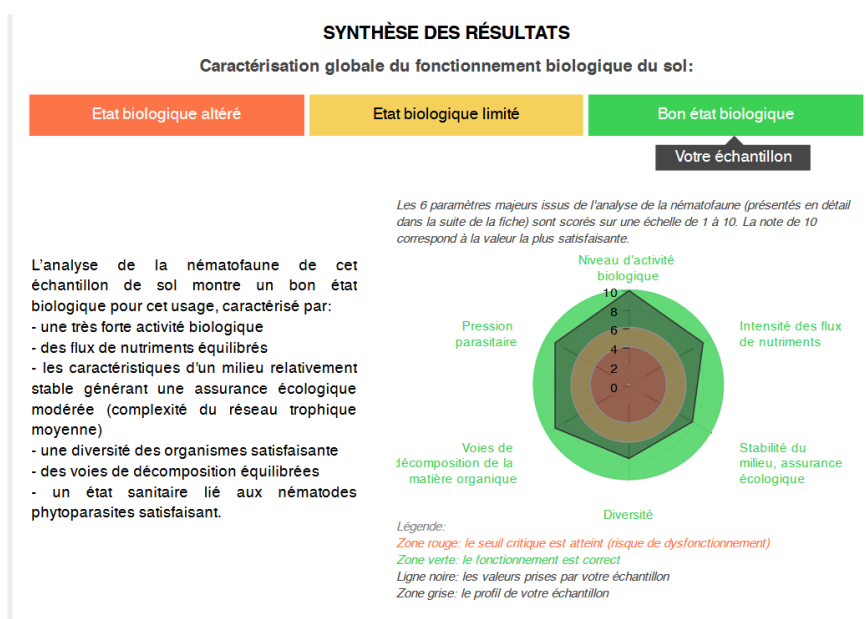 SYNTHÈSE DES RÉSULTATS
Caractérisation globale du fonctionnement biologique du sol:
Etat biologique altéré
Etat biologique limité
Bon état biologique
Votre échantillon
Les 6 paramètres majeurs issus de l'analyse de la nématofaune (présentés en détail
dans la suite de la fiche) sont scorés sur une échelle de 1 à 10. La note de 10
correspond à la valeur la plus satisfaisante.
L'analyse de la nématofaune de cet
échantillon de sol montre un bon état
biologique pour cet usage, caractérisé par:
- une très forte activité biologique
- des flux de nutriments équilibrés
- les caractéristiques d'un milieu relativement
stable générant une assurance écologique
modérée (complexité du réseau trophique
moyenne)
- une diversité des organismes satisfaisante
- des voies de décomposition équilibrées
- un état sanitaire lié aux nématodes
phytoparasites satisfaisant.
Niveau d'activité
biologique
10
8
6
4
2
0
Pression
parasitaire
Intensité des flux
de nutriments
Voies de
décomposition de la
matière organique
Stabilité du
milieu, assurance
écologique
Diversité
Légende:
Zone rouge: le seuil critique est atteint (risque de dysfonctionnement)
Zone verte: le fonctionnement est correct
Ligne noire: les valeurs prises par votre échantillon
Zone grise: le profil de votre échantillon